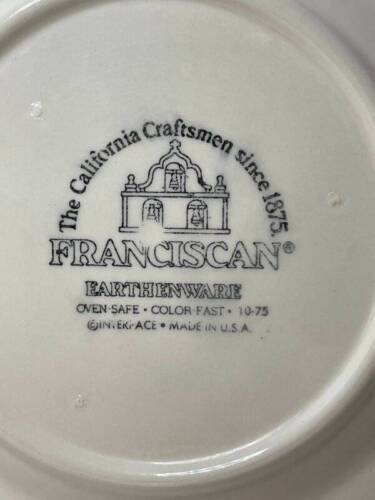 The California Craftsmen since 1875.
FRANCISCAN®
EARTHENWARE
OVEN-SAFE • COLOR-FAST • 10-75
©INTERPACE • MADE IN U.S.A.